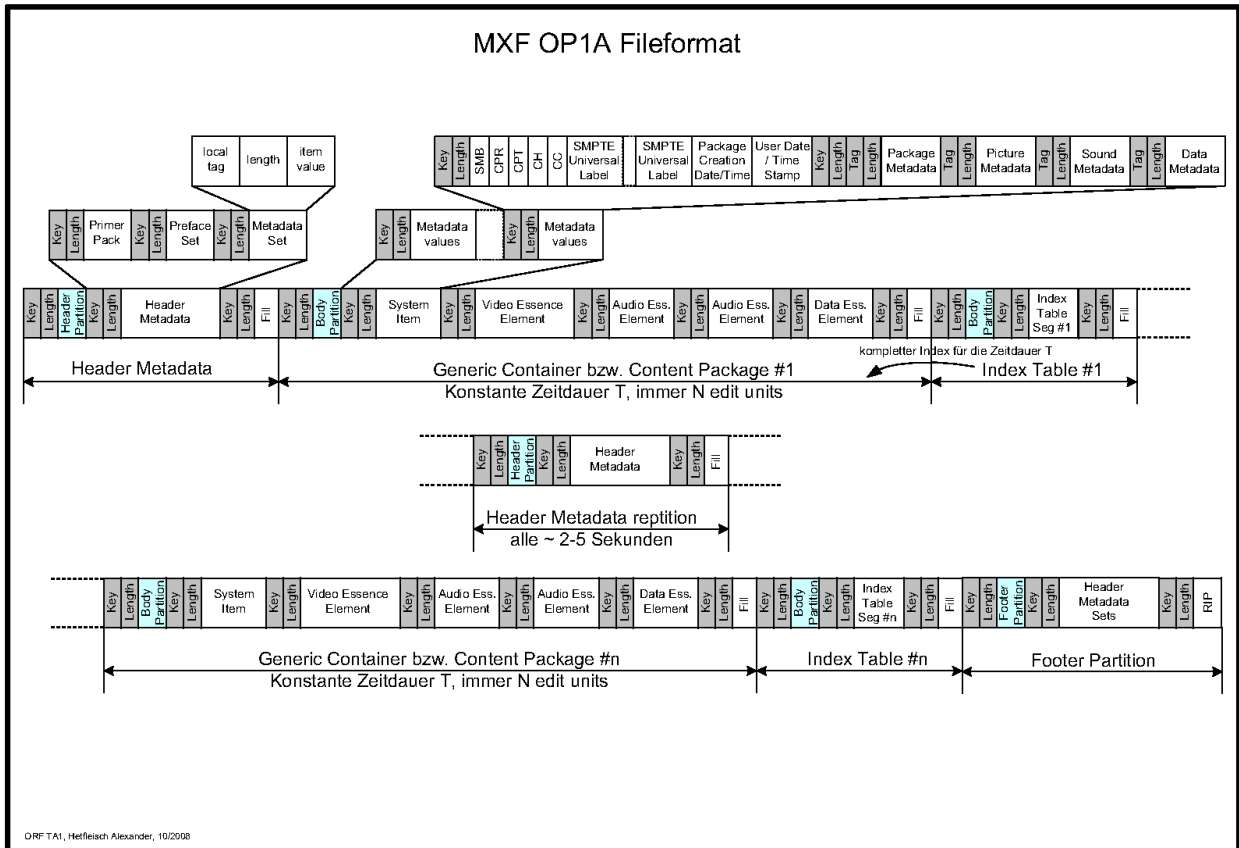 MXF OP1A Fileformat
local tag
length
item value
Key
Length
SMB
CPR
CPT
CH
CC
SMPTE Universal Label
SMPTE Universal Label
Package Creation Date/Time
User Date / Time Stamp
Key
Length
Tag
Length
Package Metadata
Tag
Length
Picture Metadata
Tag
Length
Sound Metadata
Tag
Length
Data Metadata
Key
Length
Primer Pack
Key
Length
Preface Set
Key
Length
Metadata Set
Key
Length
Metadata values
Key
Length
Metadata values
Key
Length
Header Partition
Key
Length
Header Metadata
Key
Length
Fill
Key
Length
Body Partition
Key
Length
System Item
Key
Length
Video Essence Element
Key
Length
Audio Ess. Element
Key
Length
Audio Ess. Element
Key
Length
Data Ess. Element
Key
Length
Fill
Key
Length
Body Partition
Key
Length
Index Table Seg #1
Key
Length
Fill
kompletter Index für die Zeitdauer T
Header Metadata
Generic Container bzw. Content Package #1
Konstante Zeitdauer T, immer N edit units
Index Table #1
Key
Length
Header Partition
Key
Length
Header Metadata
Key
Length
Fill
Header Metadata reptition
alle ~ 2-5 Sekunden
Key
Length
Body Partition
Key
Length
System Item
Key
Length
Video Essence Element
Key
Length
Audio Ess. Element
Key
Length
Audio Ess. Element
Key
Length
Data Ess. Element
Key
Length
Fill
Key
Length
Body Partition
Key
Length
Index Table Seg #n
Key
Length
Fill
Key
Length
Footer Partition
Key
Length
Header Metadata Sets
Key
Length
RIP
Generic Container bzw. Content Package #n
Konstante Zeitdauer T, immer N edit units
Index Table #n
Footer Partition
ORF TA1, Hetfleisch Alexander, 10/2008